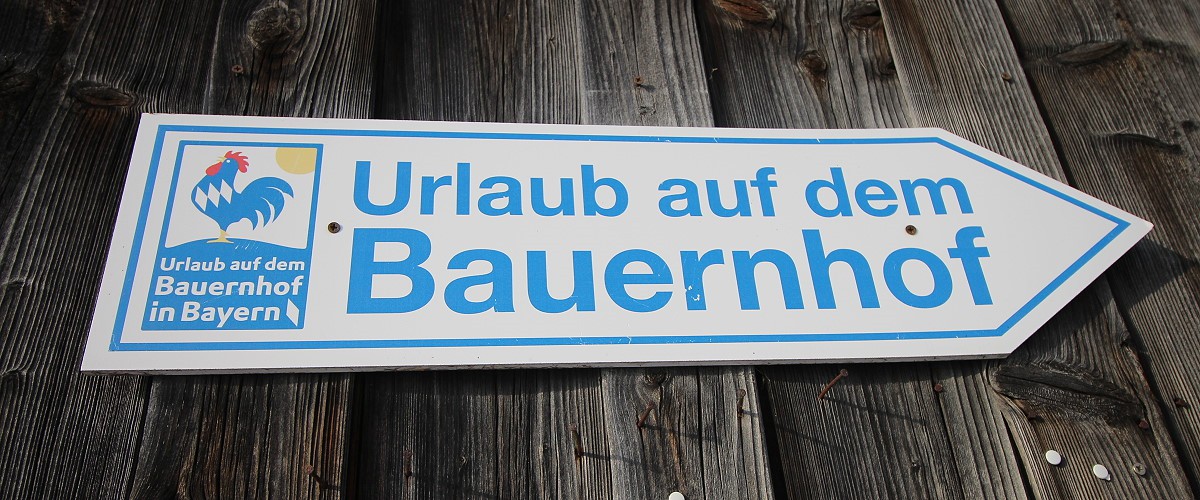 Urlaub auf dem
Bauernhof
in Bayern
Urlaub auf dem
Bauernhof